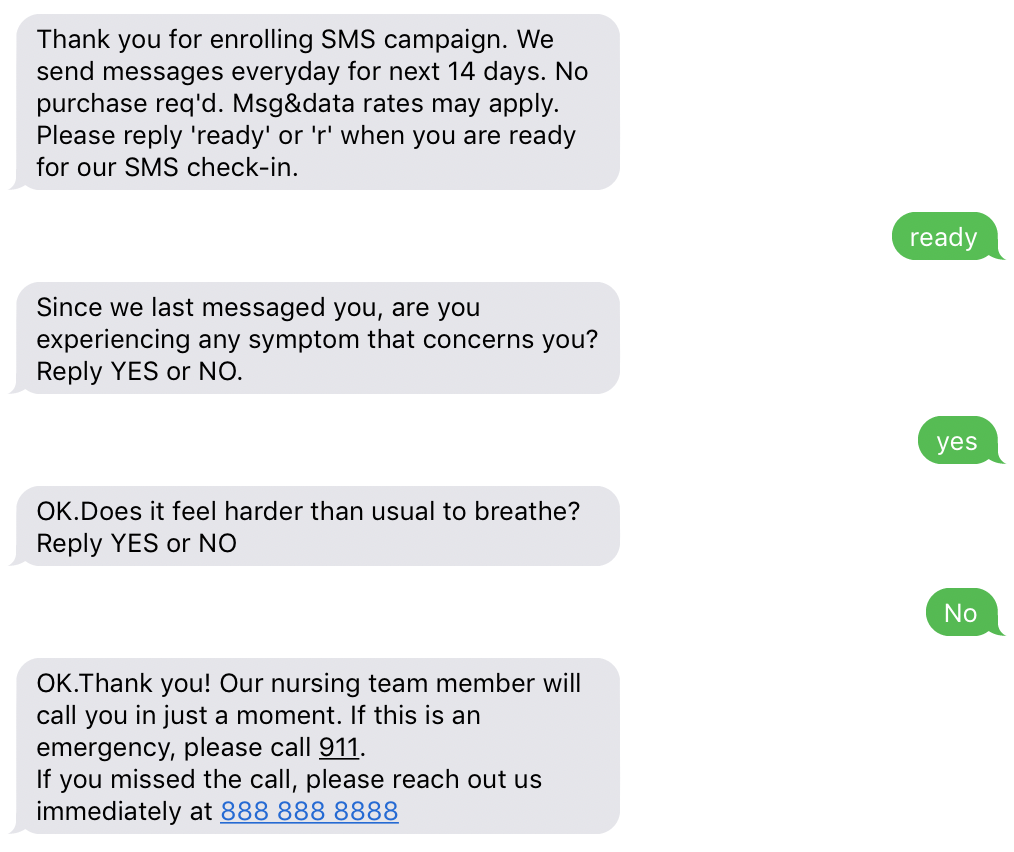 Thank you for enrolling SMS campaign. We
send messages everyday for next 14 days. No
purchase req'd. Msg&data rates may apply.
Please reply 'ready' or 'r' when you are ready
for our SMS check-in.
ready
Since we last messaged you, are you
experiencing any symptom that concerns you?
Reply YES or NO.
yes
OK.Does it feel harder than usual to breathe?
Reply YES or NO
No
OK.Thank you! Our nursing team member will
call you in just a moment. If this is an
emergency, please call 911.
If you missed the call, please reach out us
immediately at 888 888 8888